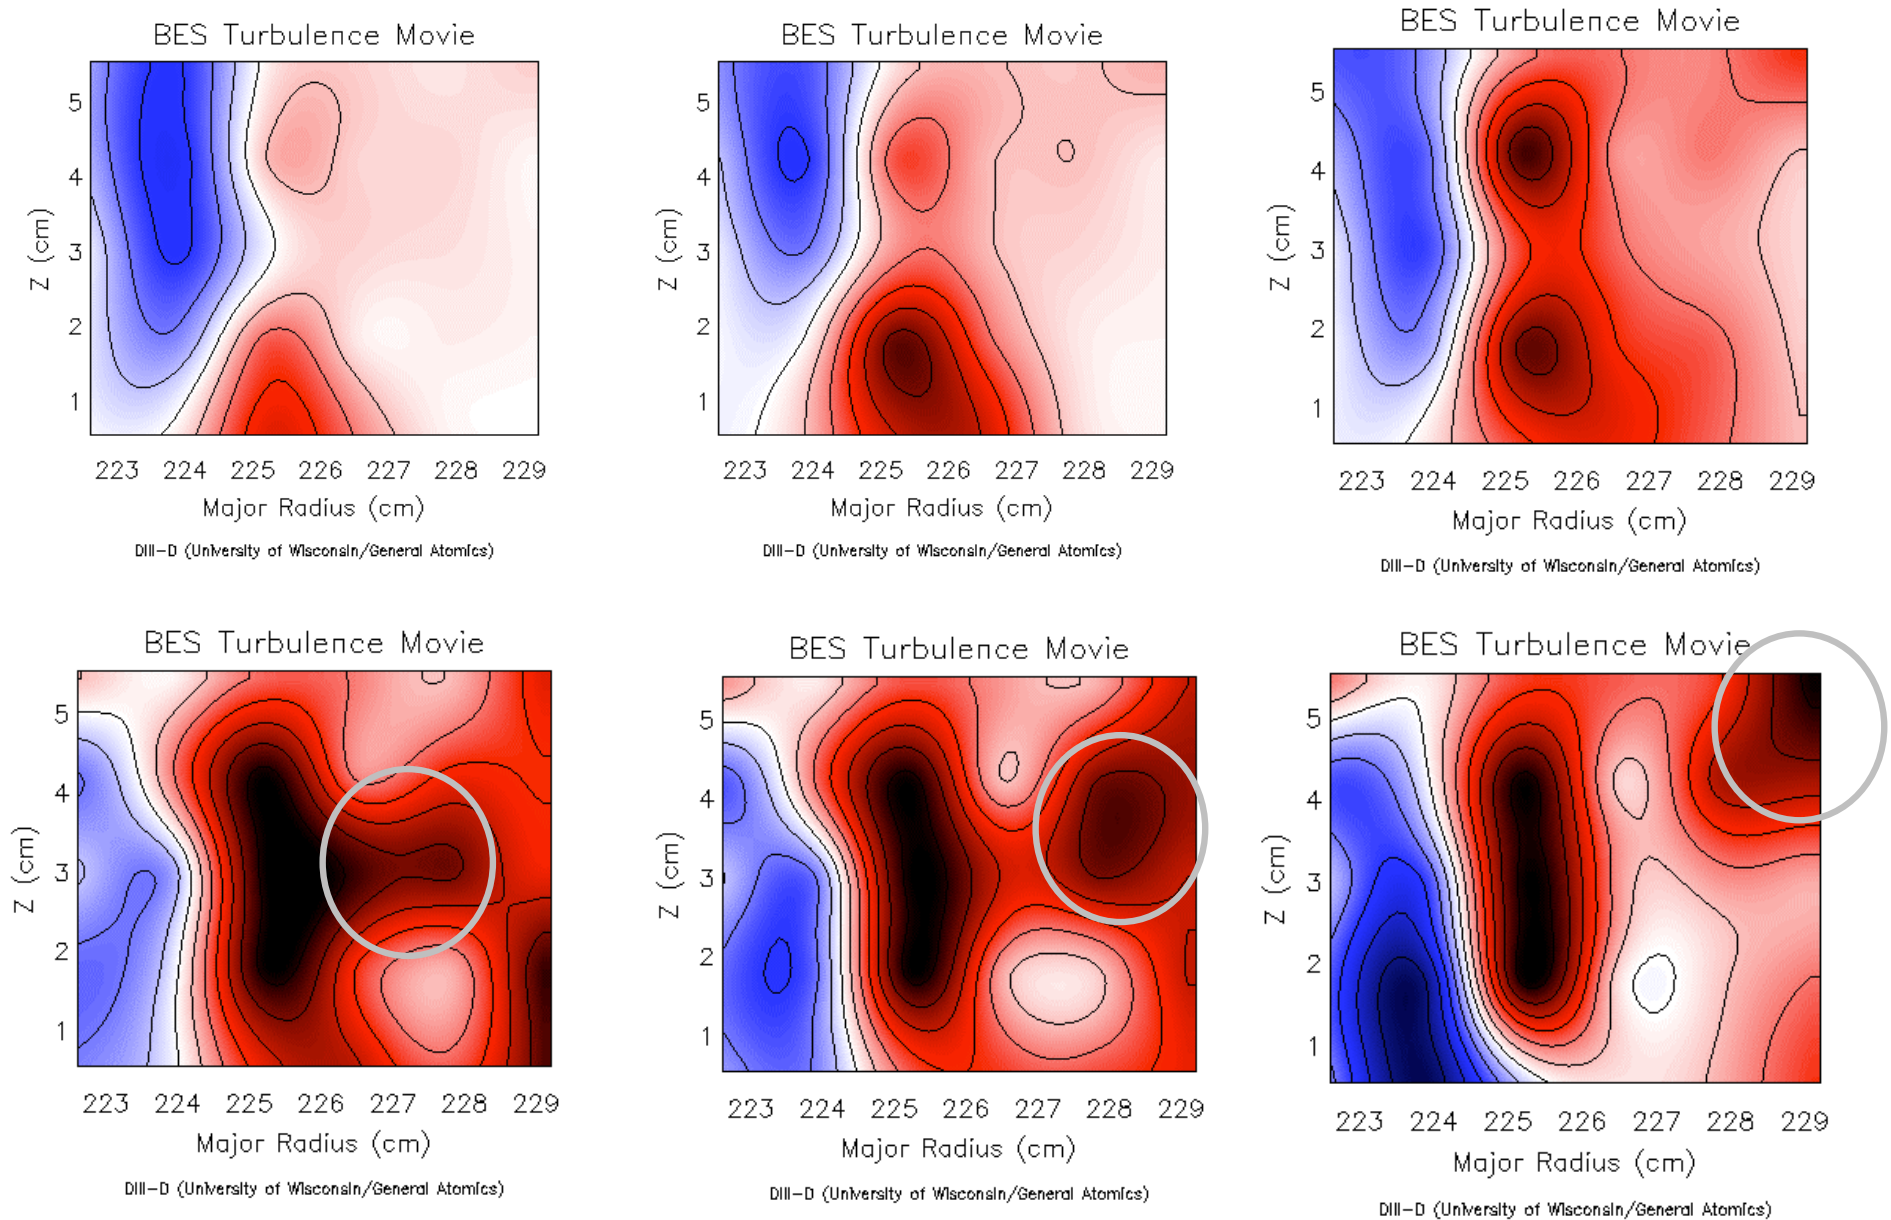 BES Turbulence Movie
5
4
3
2
1
Z (cm)
223 224 225 226 227 228 229
Major Radius (cm)
DIII-D (University of Wisconsin/General Atomics)
BES Turbulence Movie
5
4
3
2
1
Z (cm)
223 224 225 226 227 228 229
Major Radius (cm)
DIII-D (University of Wisconsin/General Atomics)
BES Turbulence Movie
5
4
3
2
1
Z (cm)
223 224 225 226 227 228 229
Major Radius (cm)
DIII-D (University of Wisconsin/General Atomics)
BES Turbulence Movie
5
4
3
2
1
Z (cm)
223 224 225 226 227 228 229
Major Radius (cm)
DIII-D (University of Wisconsin/General Atomics)
BES Turbulence Movie
5
4
3
2
1
Z (cm)
223 224 225 226 227 228 229
Major Radius (cm)
DIII-D (University of Wisconsin/General Atomics)
BES Turbulence Movie
5
4
3
2
1
Z (cm)
223 224 225 226 227 228 229
Major Radius (cm)
DIII-D (University of Wisconsin/General Atomics)